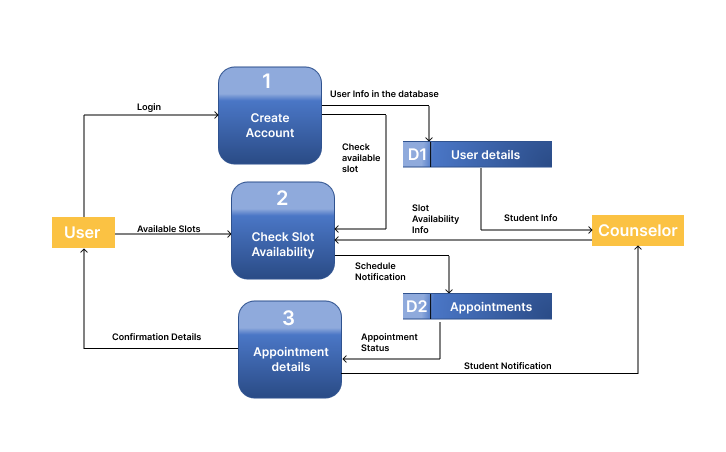 1
Create
Account
User Info in the database
Login
Check
available
slot
D1
User details
2
Check Slot
Availability
Slot
Availability
Info
Student Info
User
Available Slots
Counselor
Schedule
Notification
D2
Appointments
3
Appointment
details
Confirmation Details
Appointment
Status
Student Notification